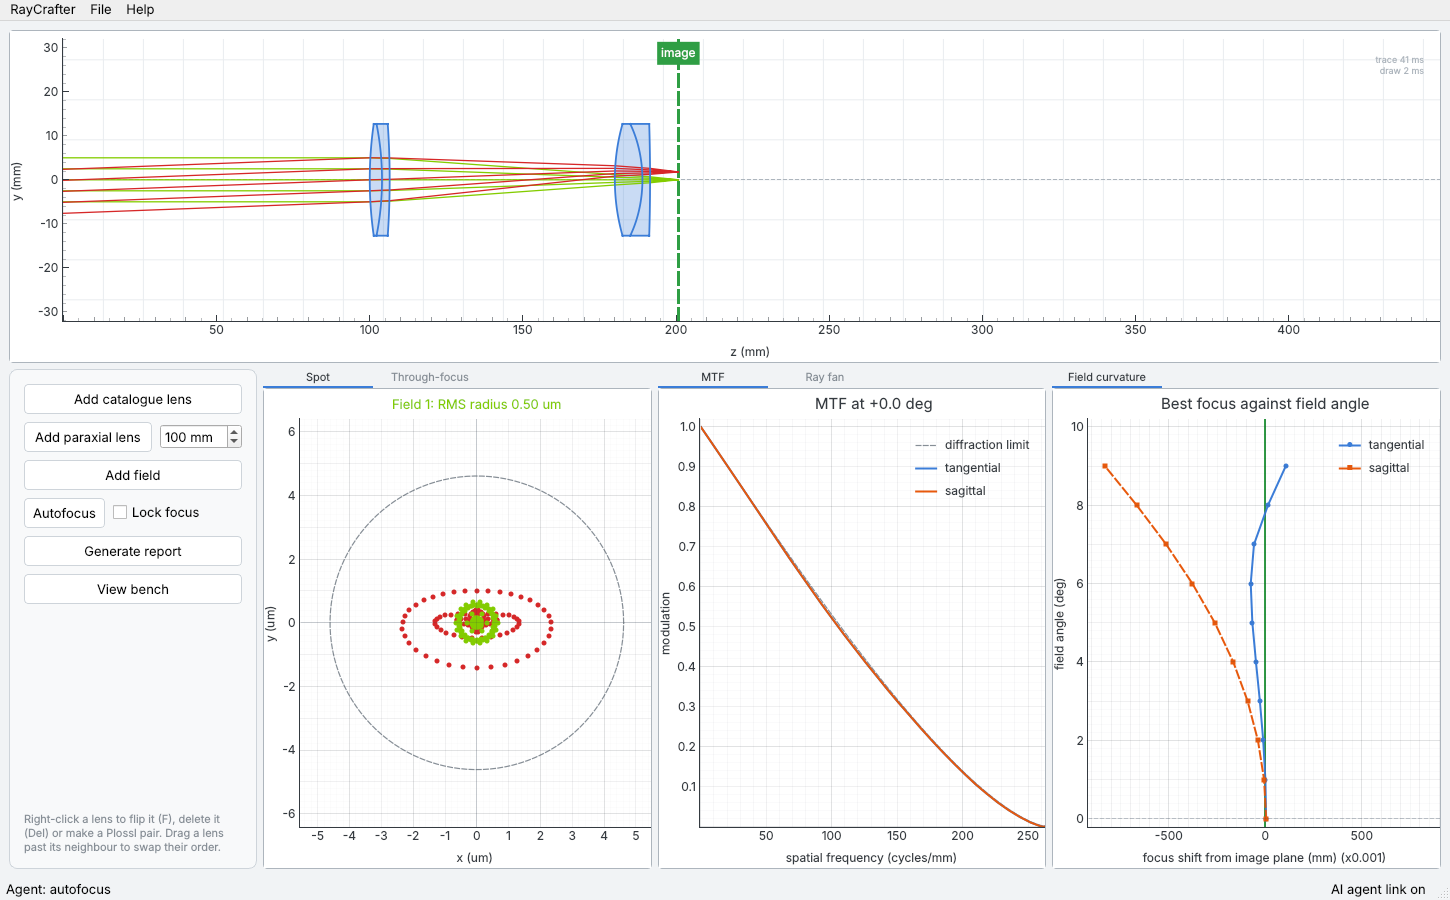 RayCrafter File Help
image
trace 41 ms
draw 2 ms
30
20
10
0
-10
-20
-30
y (mm)
50 100 150 200 250 300 350 400
z (mm)
Add catalogue lens
Add paraxial lens 100 mm
Add field
Autofocus Lock focus
Generate report
View bench
Right-click a lens to flip it (F), delete it
(Del) or make a Plossl pair. Drag a lens
past its neighbour to swap their order.
Spot Through-focus
Field 1: RMS radius 0.50 um
6
4
2
0
-2
-4
-6
y (um)
-5 -4 -3 -2 -1 0 1 2 3 4 5
x (um)
MTF Ray fan
MTF at +0.0 deg
diffraction limit
tangential
sagittal
1.0
0.9
0.8
0.7
0.6
0.5
0.4
0.3
0.2
0.1
modulation
50 100 150 200 250
spatial frequency (cycles/mm)
Field curvature
Best focus against field angle
tangential
sagittal
10
8
6
4
2
0
field angle (deg)
-500 0 500
focus shift from image plane (mm) (x0.001)
Agent: autofocus
AI agent link on